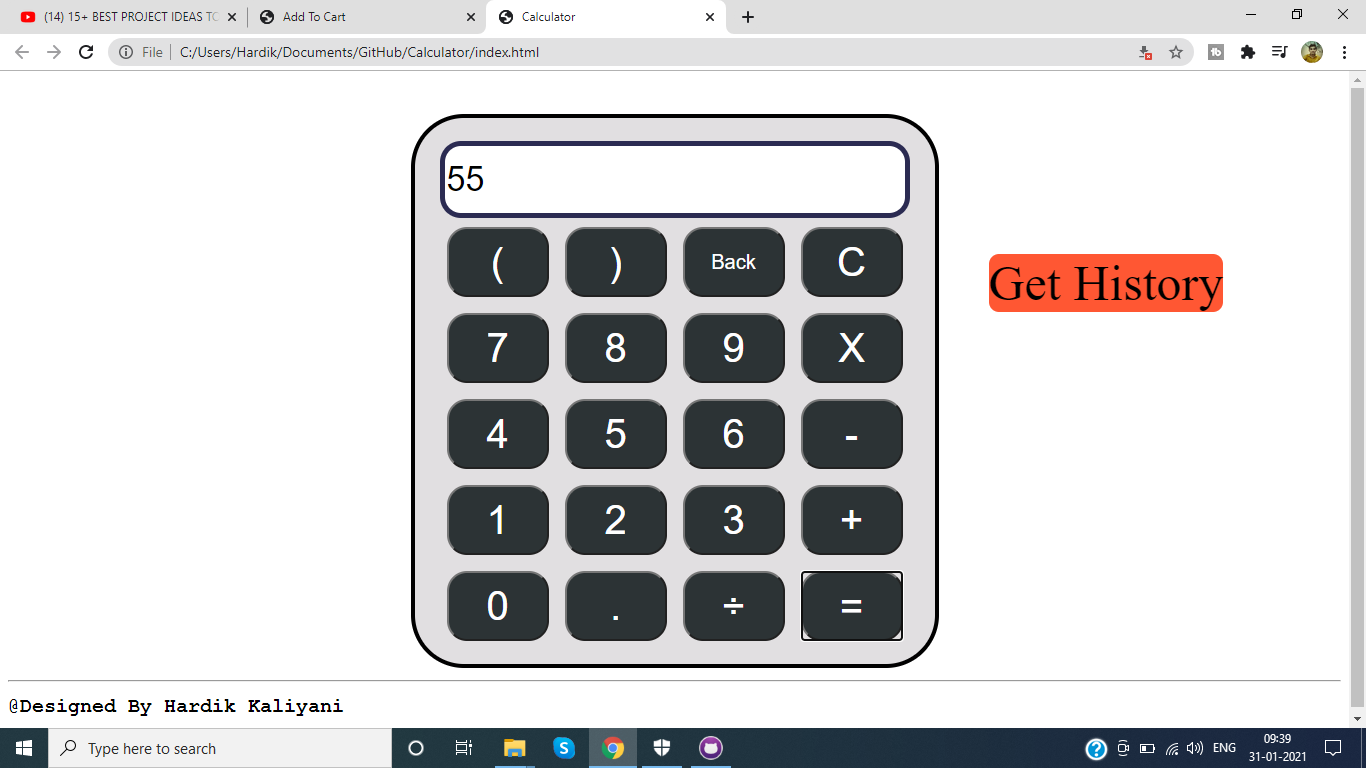 (14) 15+ BEST PROJECT IDEAS TO
Add To Cart
Calculator
File
C:/Users/Hardik/Documents/GitHub/Calculator/index.html
55
( ) Back C
Get History
7 8 9 X
4 5 6 -
1 2 3 +
0 . ÷ =
@Designed By Hardik Kaliyani
Type here to search
S
?
ENG
09:39
31-01-2021